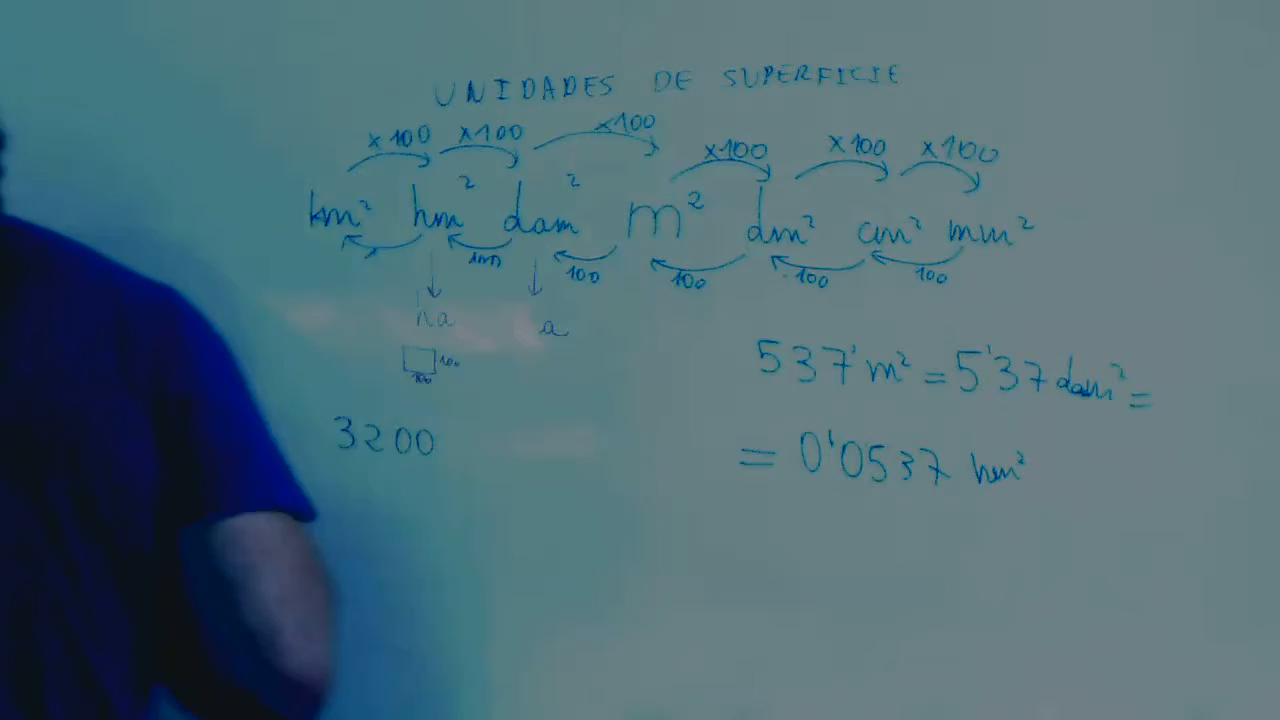 UNIDADES DE SUPERFICIE
x100 x100 x100 x100 x100 x100
km² hm² dam² m² dm² cm² mm²
100 100 100 100 100
ha a
100
100
537' m² = 5'37 dam² =
3200
= 0'0537 hm²